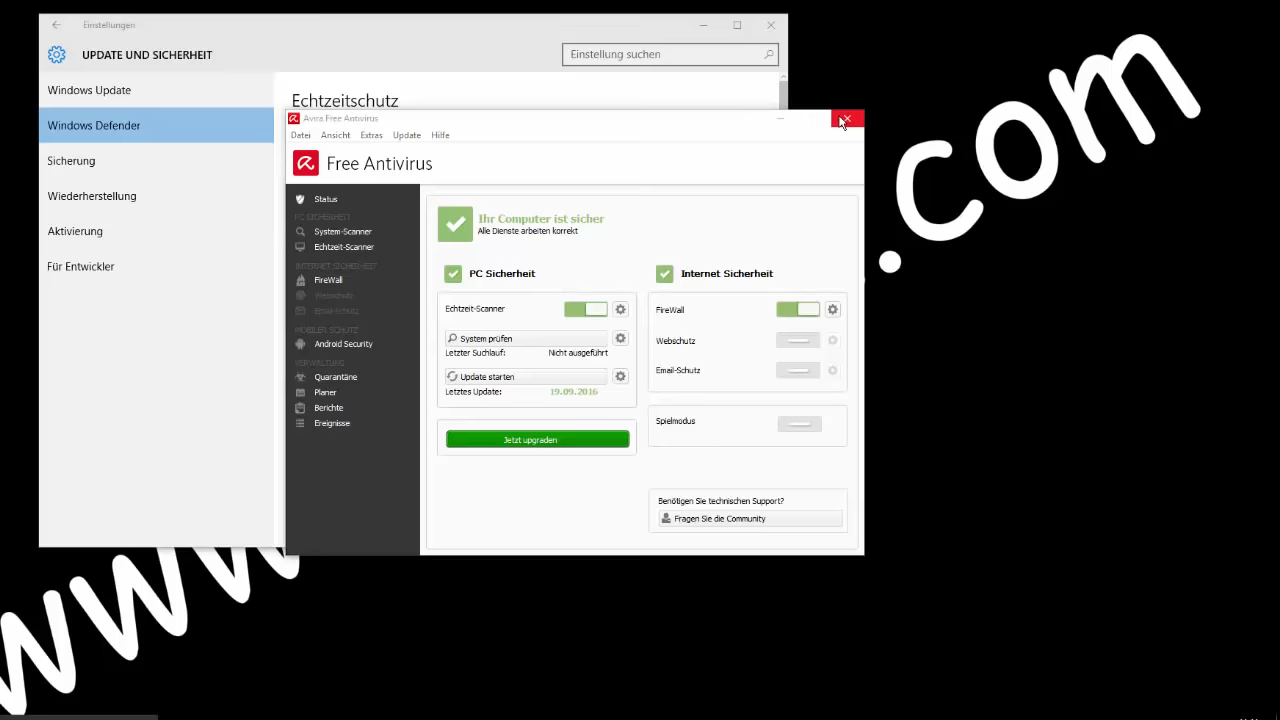 Einstellungen
UPDATE UND SICHERHEIT
Einstellung suchen
Windows Update
Windows Defender
Sicherung
Wiederherstellung
Aktivierung
Für Entwickler
Echtzeitschutz
Avira Free Antivirus
Datei Ansicht Extras Update Hilfe
Free Antivirus
Status
PC SICHERHEIT
System-Scanner
Echtzeit-Scanner
INTERNET SICHERHEIT
FireWall
Webschutz
Email-Schutz
MOBILER SCHUTZ
Android Security
VERWALTUNG
Quarantäne
Planer
Berichte
Ereignisse
Ihr Computer ist sicher
Alle Dienste arbeiten korrekt
PC Sicherheit
Echtzeit-Scanner
System prüfen
Letzter Suchlauf: Nicht ausgeführt
Update starten
Letztes Update: 19.09.2016
Jetzt upgraden
Internet Sicherheit
FireWall
Webschutz
Email-Schutz
Spielmodus
Benötigen Sie technischen Support?
Fragen Sie die Community
www
.com